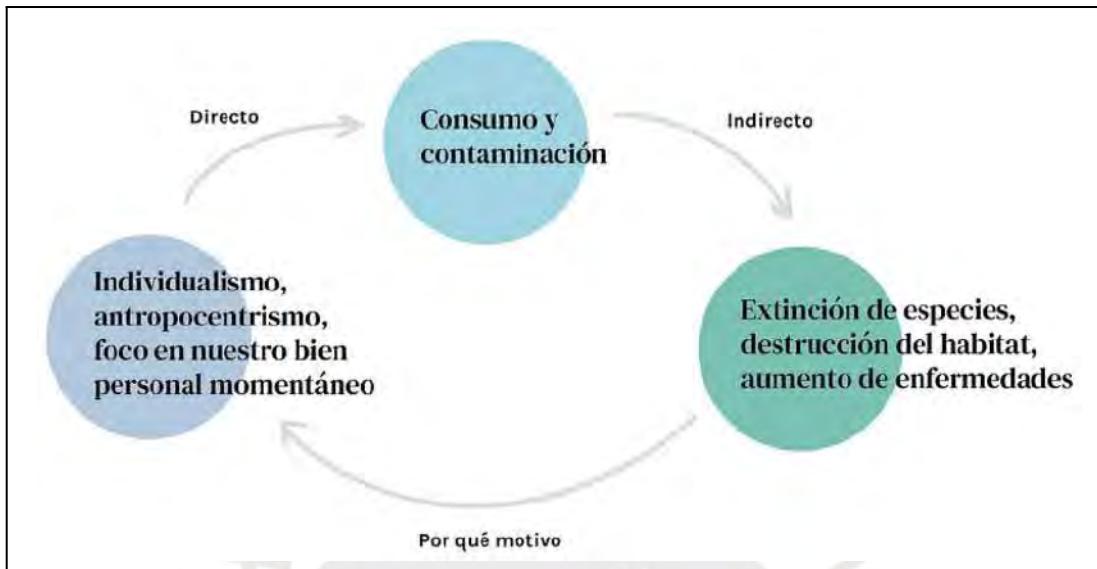 Directo
Consumo y
contaminación
Indirecto
Individualismo,
antropocentrismo,
foco en nuestro bien
personal momentáneo
Extinción de especies,
destrucción del habitat,
aumento de enfermedades
Por qué motivo